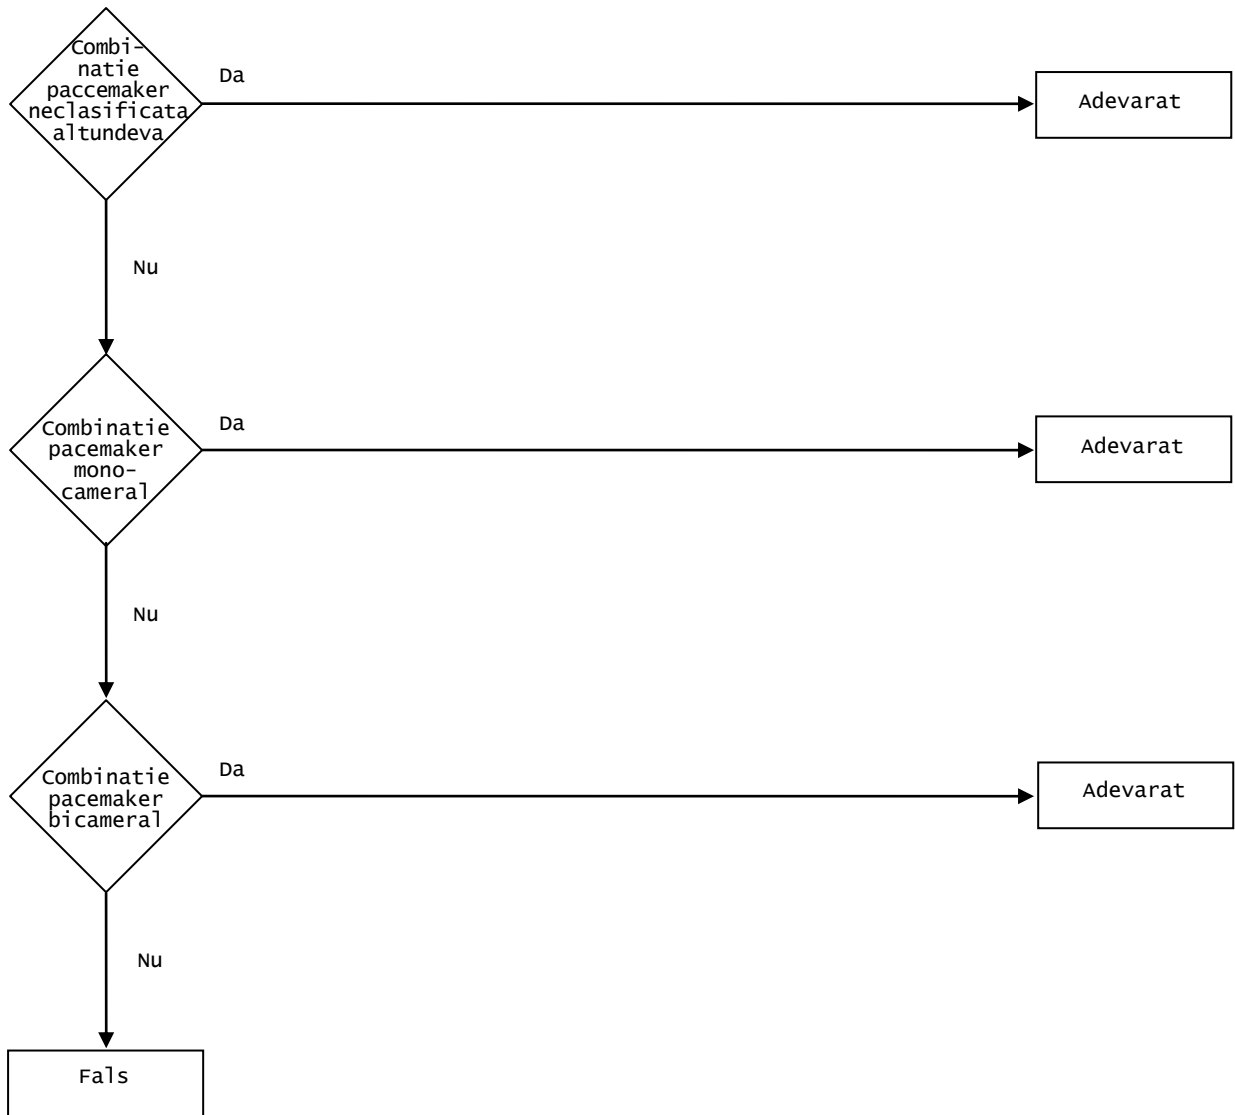 Combi-
natie
paccemaker
neclasificata
altundeva
Da
Adevarat
Nu
Combinatie
pacemaker
mono-
cameral
Da
Adevarat
Nu
Combinatie
pacemaker
bicameral
Da
Adevarat
Nu
Fals